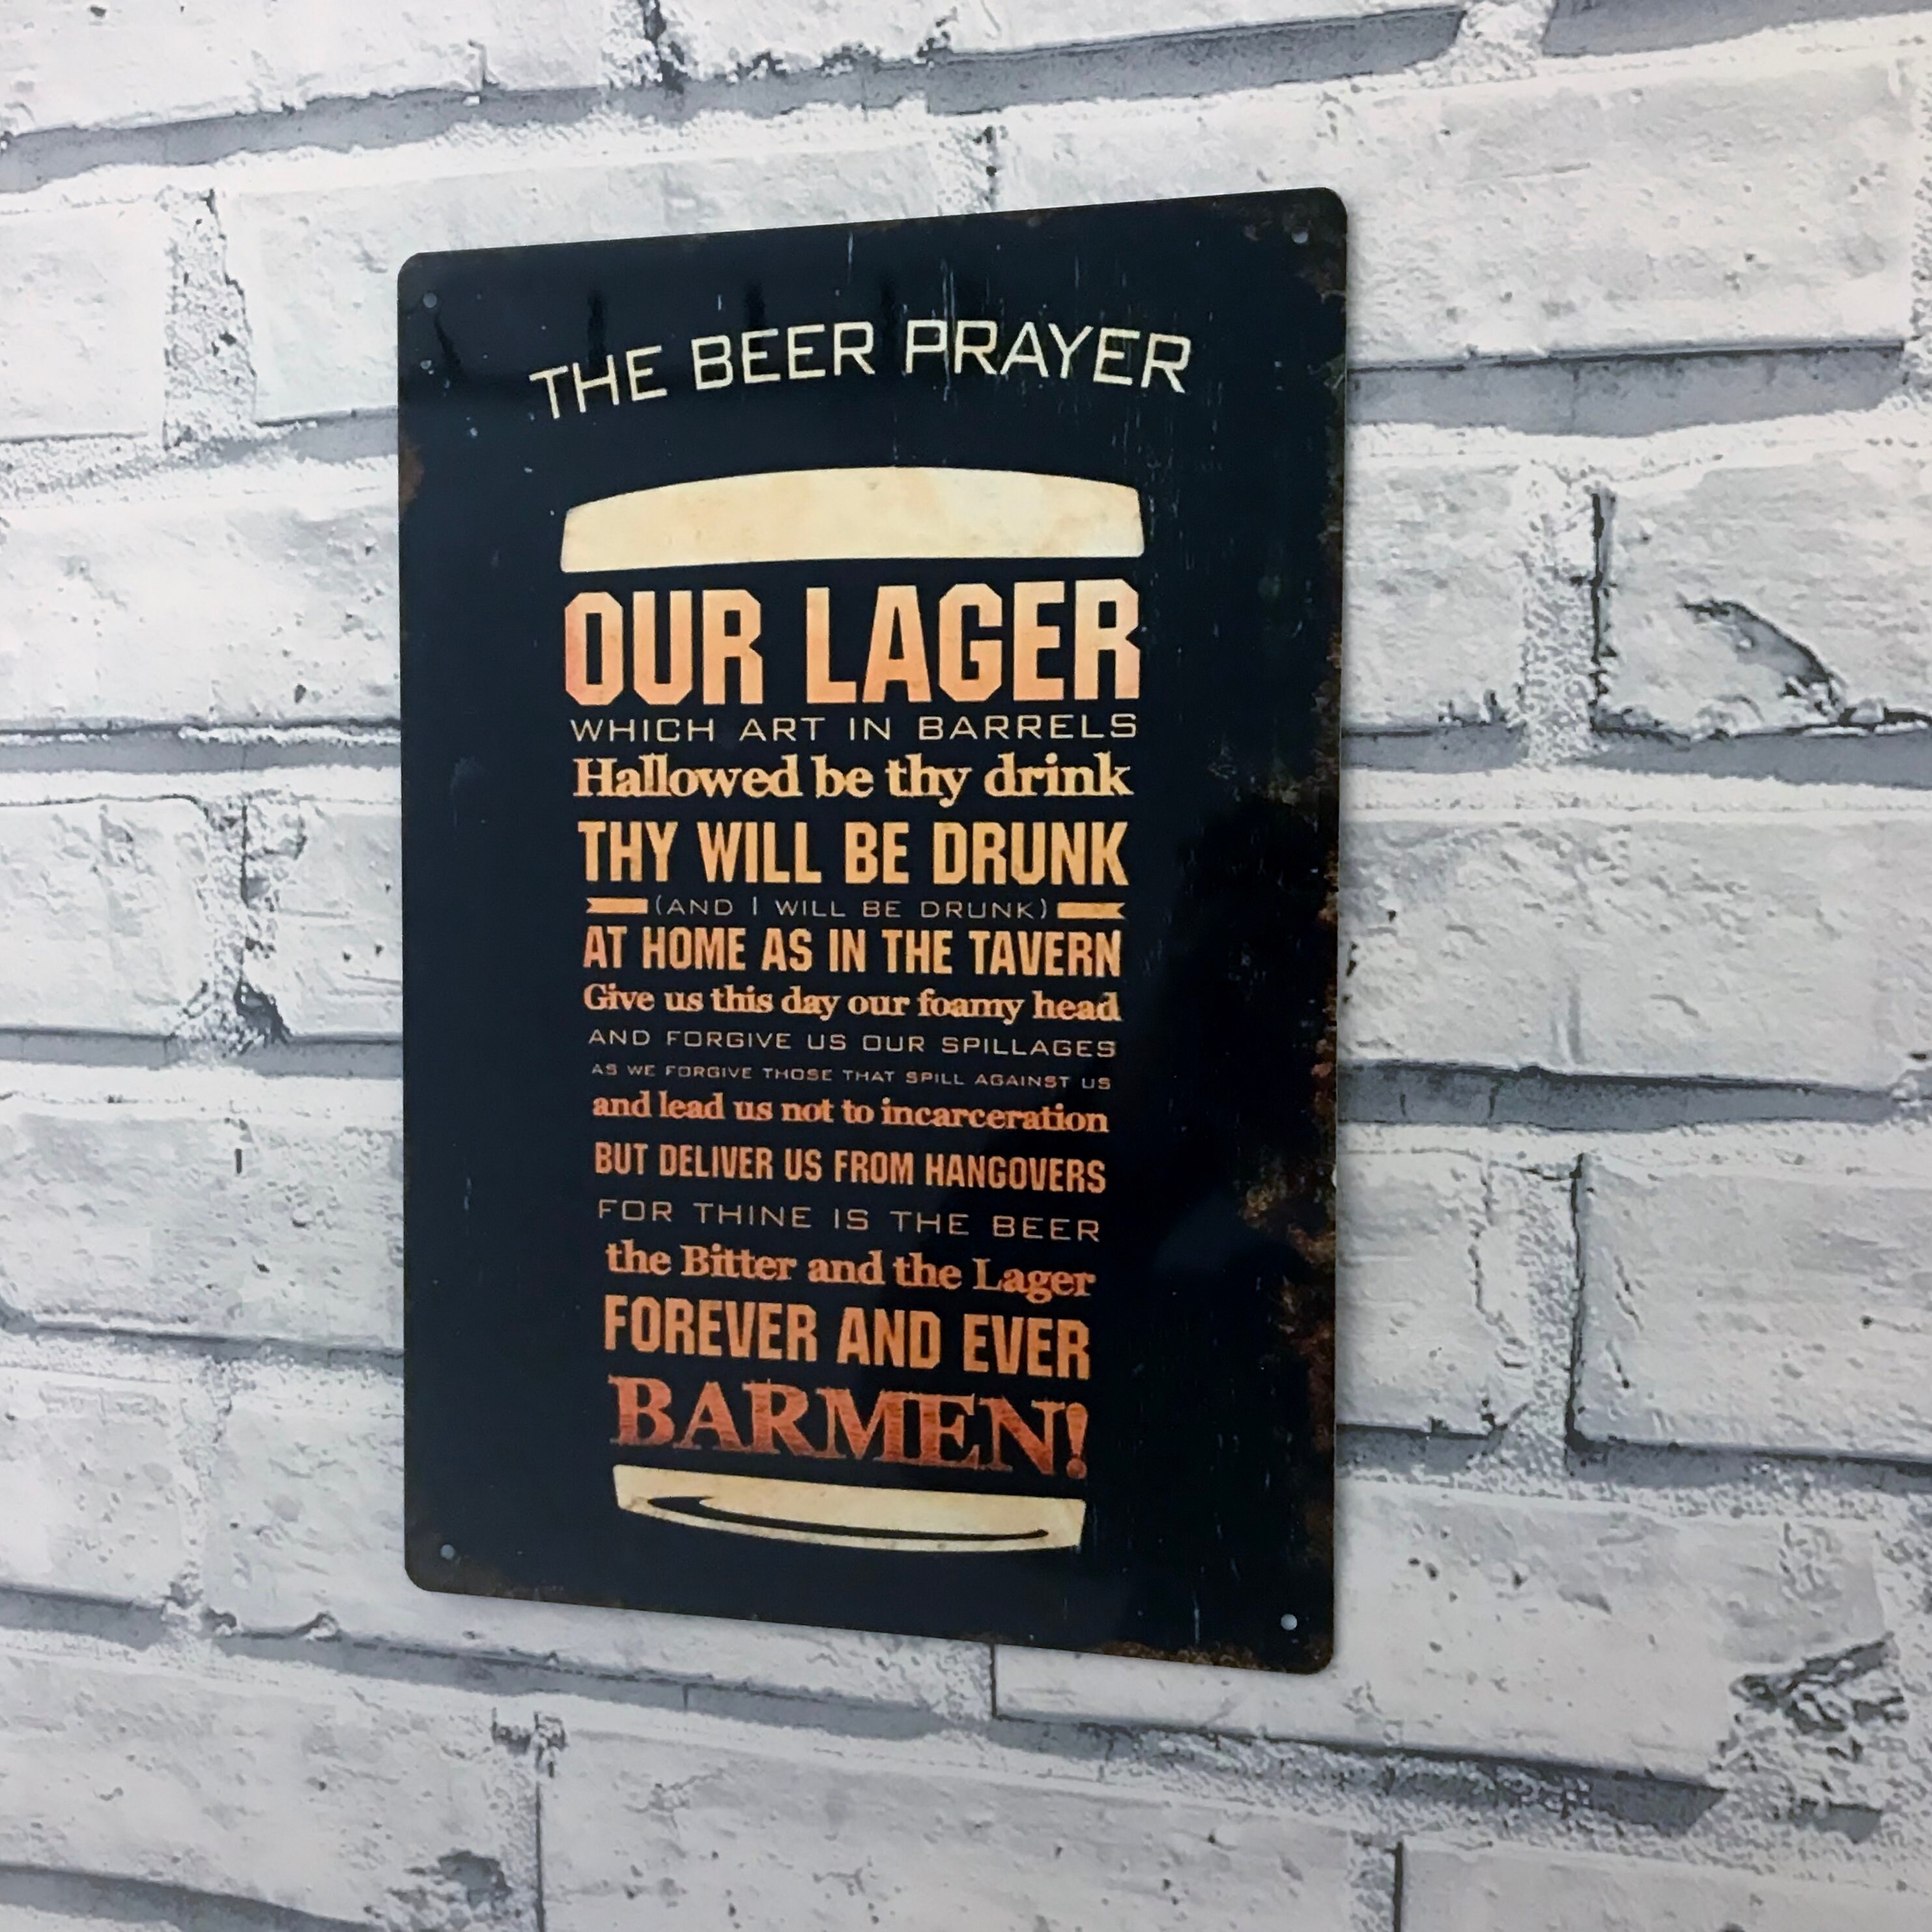 THE BEER PRAYER
OUR LAGER
WHICH ART IN BARRELS
Hallowed be thy drink
THY WILL BE DRUNK
(AND I WILL BE DRUNK)
AT HOME AS IN THE TAVERN
Give us this day our foamy head
AND FORGIVE US OUR SPILLAGES
AS WE FORGIVE THOSE THAT SPILL AGAINST US
and lead us not to incarceration
BUT DELIVER US FROM HANGOVERS
FOR THINE IS THE BEER
the Bitter and the Lager
FOREVER AND EVER
BARMEN!